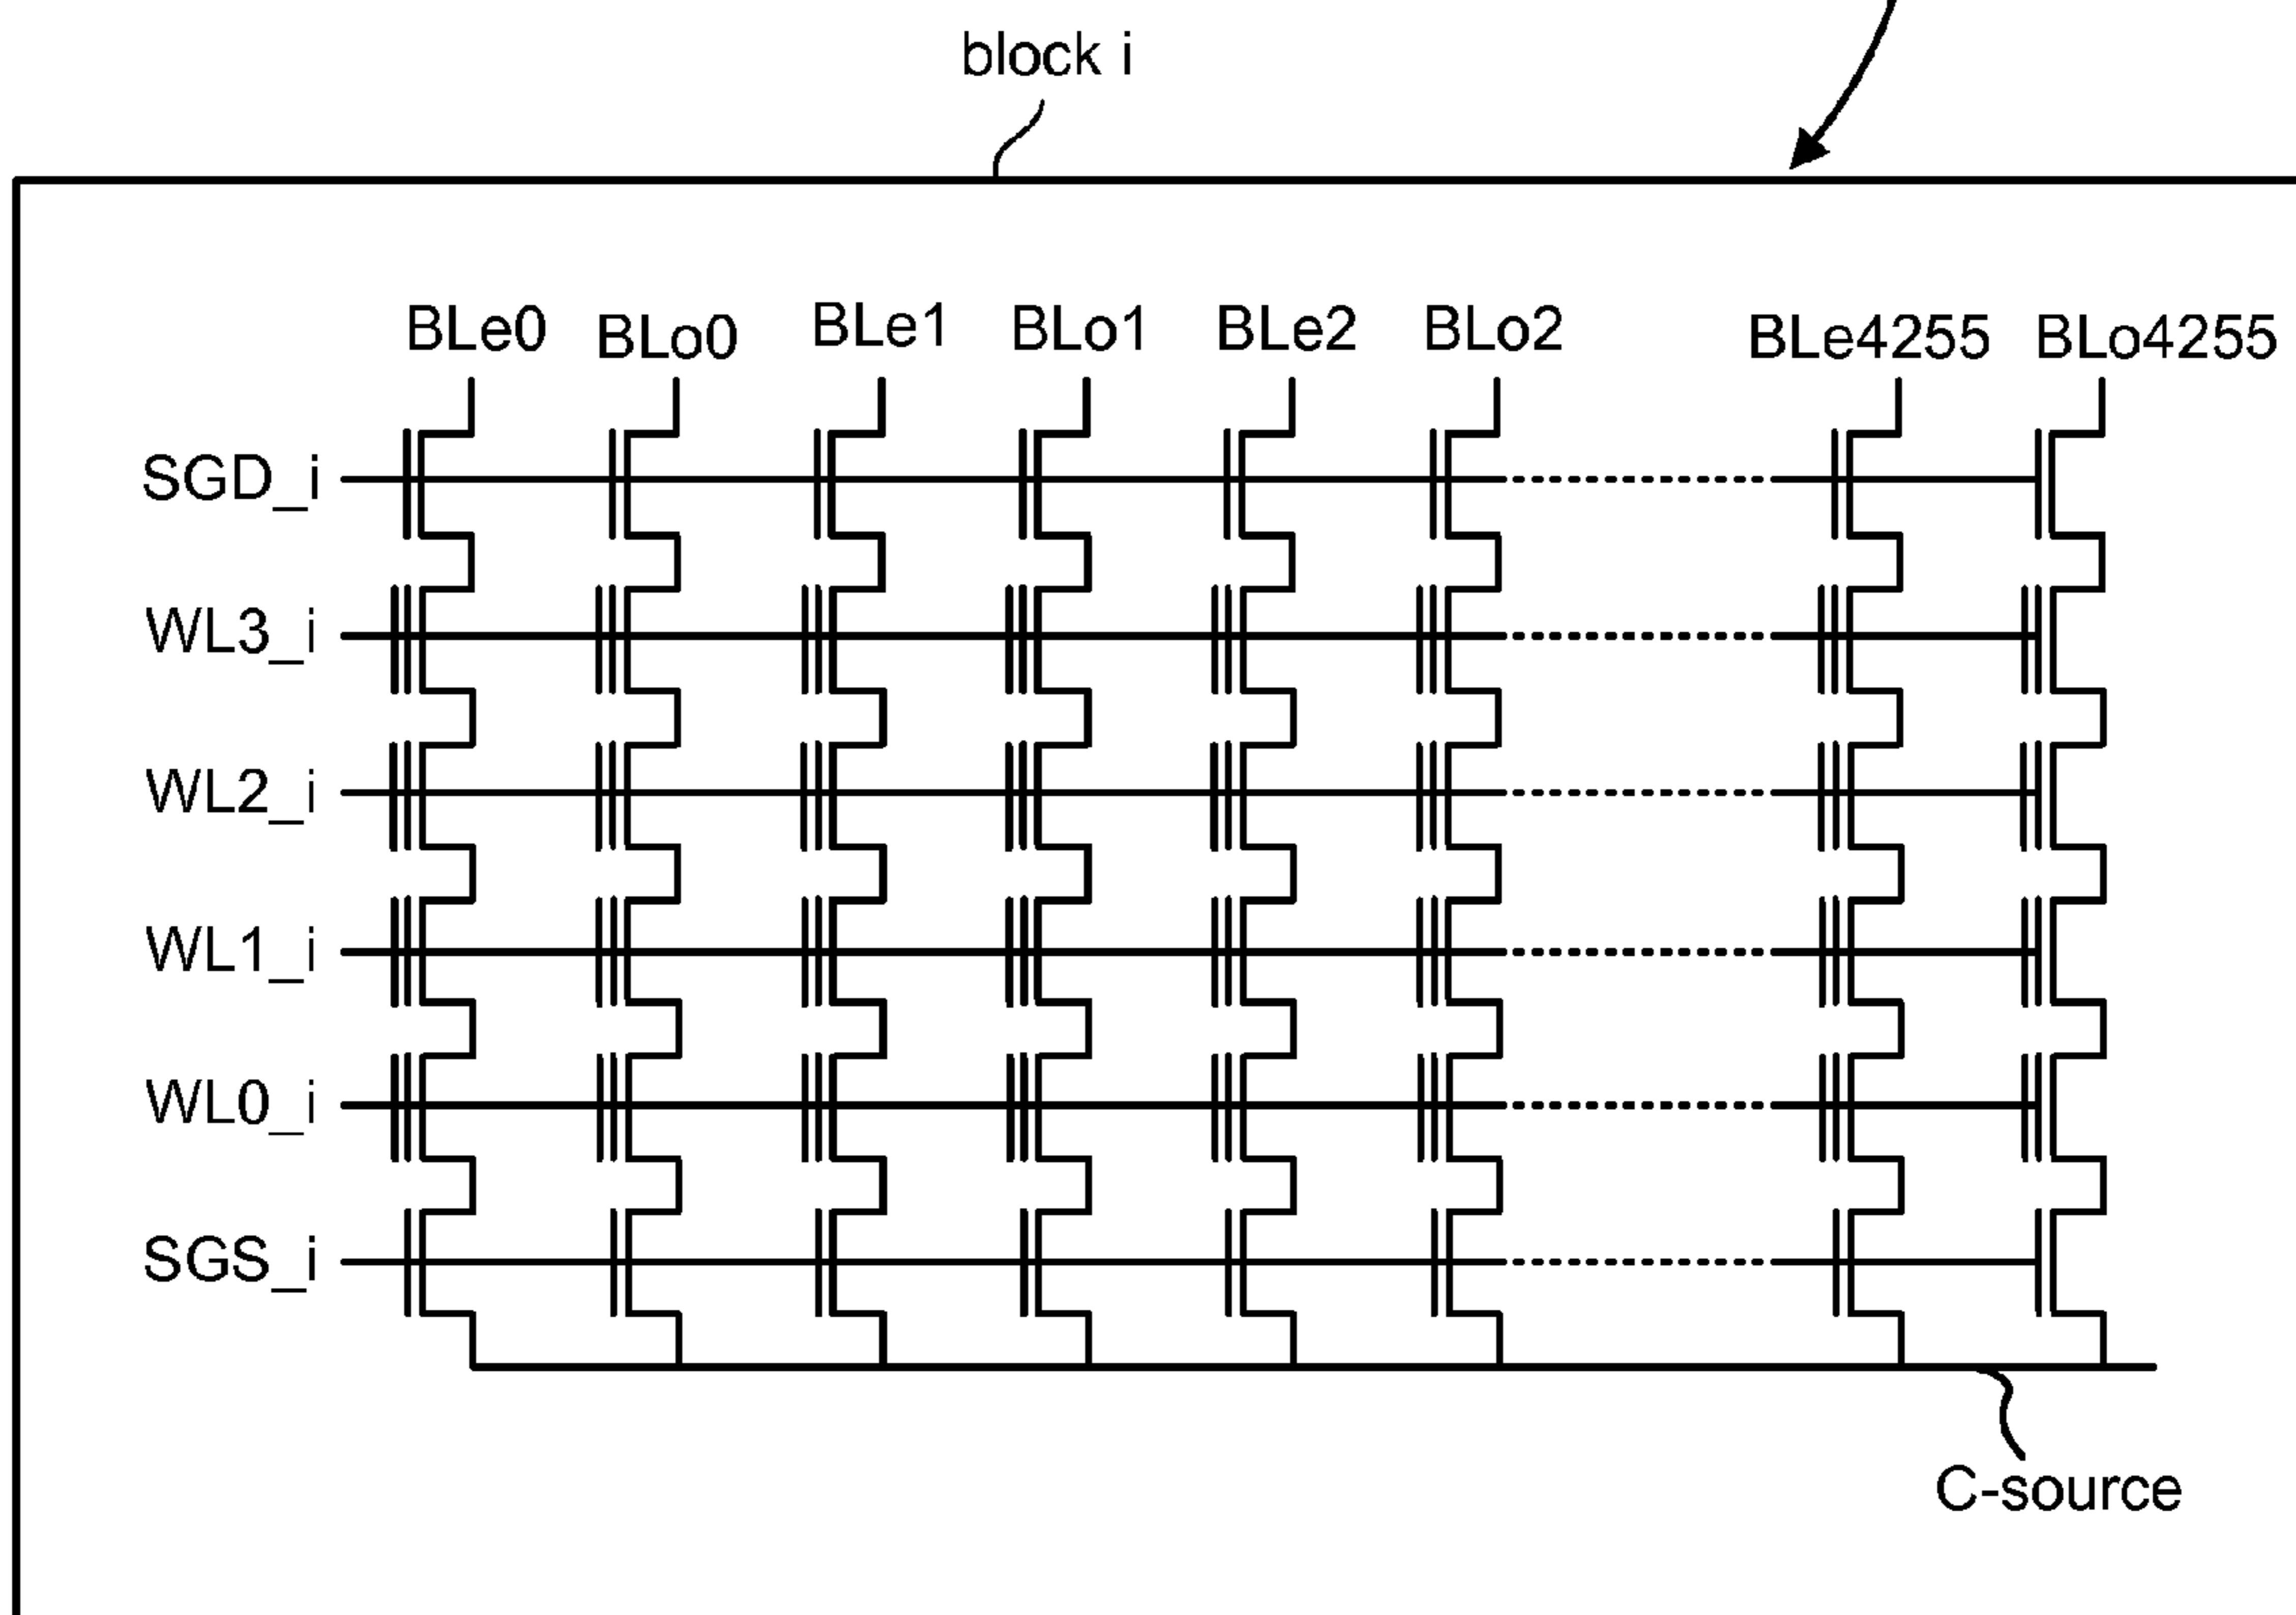 block i
BLe0 BLo0 BLe1 BLo1 BLe2 BLo2 BLe4255 BLo4255
SGD_i
WL3_i
WL2_i
WL1_i
WL0_i
SGS_i
C-source